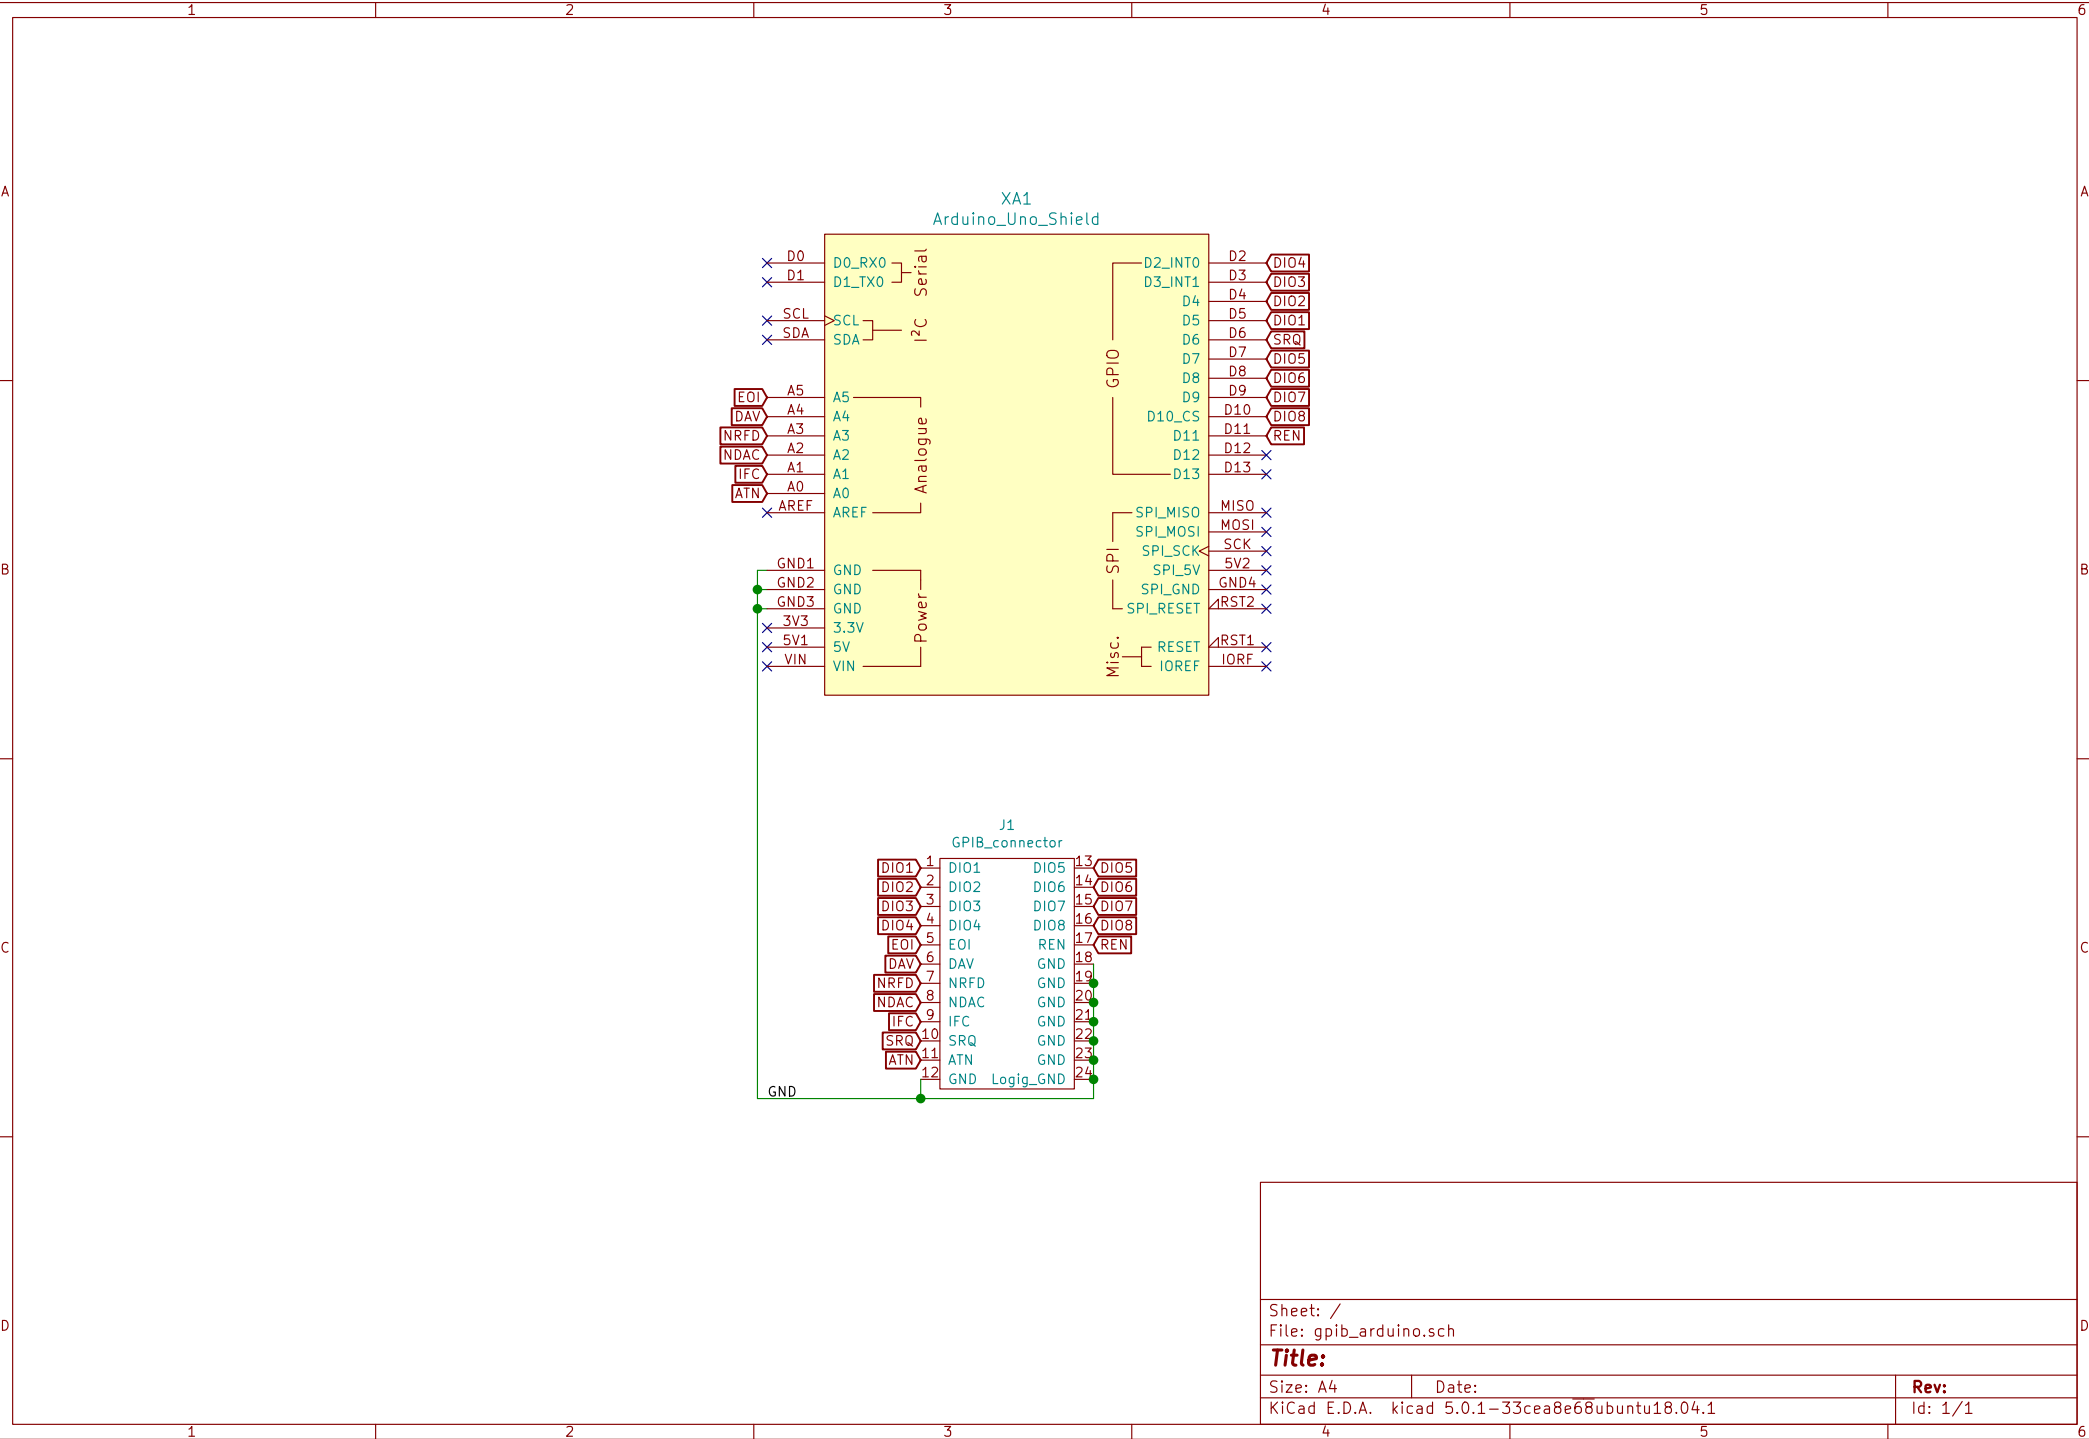 1 2 3 4 5 6
A A
B B
C C
D D
XA1
Arduino_Uno_Shield
D0 D0_RX0
D1 D1_TX0
Serial
SCL SCL
SDA SDA
I²C
EOI A5 A5
DAV A4 A4
NRFD A3 A3
NDAC A2 A2
IFC A1 A1
ATN A0 A0
AREF AREF
Analogue
GND1 GND
GND2 GND
GND3 GND
3V3 3.3V
5V1 5V
VIN VIN
Power
D2_INT0 D2 DIO4
D3_INT1 D3 DIO3
D4 D4 DIO2
D5 D5 DIO1
D6 D6 SRQ
D7 D7 DIO5
D8 D8 DIO6
D9 D9 DIO7
D10_CS D10 DIO8
D11 D11 REN
D12 D12
D13 D13
GPIO
SPI_MISO MISO
SPI_MOSI MOSI
SPI_SCK SCK
SPI_5V 5V2
SPI_GND GND4
SPI_RESET RST2
SPI
RESET RST1
IOREF IORF
Misc.
J1
GPIB_connector
DIO1 1 DIO1 DIO5 13 DIO5
DIO2 2 DIO2 DIO6 14 DIO6
DIO3 3 DIO3 DIO7 15 DIO7
DIO4 4 DIO4 DIO8 16 DIO8
EOI 5 EOI REN 17 REN
DAV 6 DAV GND 18
NRFD 7 NRFD GND 19
NDAC 8 NDAC GND 20
IFC 9 IFC GND 21
SRQ 10 SRQ GND 22
ATN 11 ATN GND 23
12 GND Logig_GND 24
GND
Sheet: /
File: gpib_arduino.sch
Title:
Size: A4 Date: Rev:
KiCad E.D.A. kicad 5.0.1-33cea8e68ubuntu18.04.1 Id: 1/1
1 2 3 4 5 6